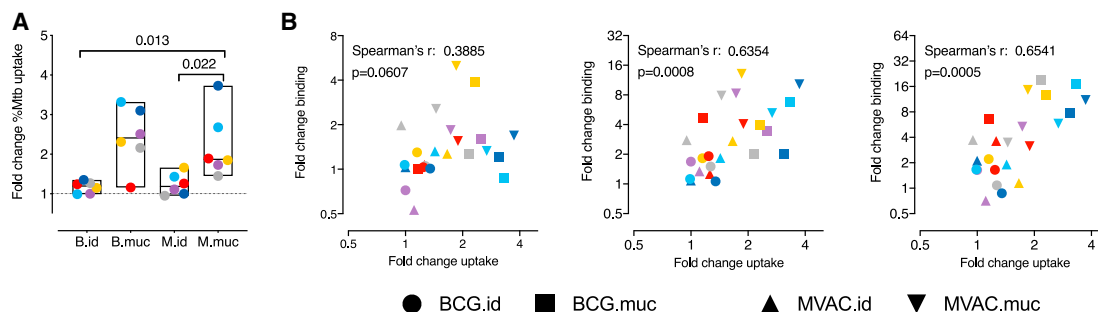 A
Fold change %Mtb uptake
5
4
3
2
1
0.013
0.022
B.id B.muc M.id M.muc
B
Fold change binding
8
4
2
1
0.5
Spearman's r: 0.3885
p=0.0607
0.5 1 2 4
Fold change uptake
Fold change binding
64
32
16
8
4
2
1
0.5
Spearman's r: 0.6354
p=0.0008
0.5 1 2 4
Fold change uptake
Fold change binding
64
32
16
8
4
2
1
0.5
Spearman's r: 0.6541
p=0.0005
0.5 1 2 4
Fold change uptake
BCG.id BCG.muc MVAC.id MVAC.muc